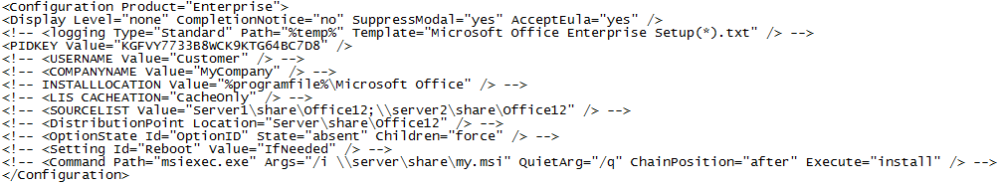 <Configuration Product="Enterprise">
<Display Level="none" CompletionNotice="no" SuppressModal="yes" AcceptEula="yes" />
<!-- <logging Type="Standard" Path="%temp%" Template="Microsoft Office Enterprise Setup(*).txt" /> -->
<PIDKEY Value="KGFVY7733B8WCK9KTG64BC7D8" />
<!-- <USERNAME Value="Customer" /> -->
<!-- <COMPANYNAME Value="MyCompany" /> -->
<!-- INSTALLLOCATION Value="%programfile%\Microsoft Office" /> -->
<!-- <LIS CACHEATION="CacheOnly" /> -->
<!-- <SOURCELIST Value="Server1\share\Office12;\\server2\share\Office12" /> -->
<!-- <DistributionPoint Location="Server\share\Office12" /> -->
<!-- <OptionState Id="OptionID" State="absent" Children="force" /> -->
<!-- <Setting Id="Reboot" Value="IfNeeded" /> -->
<!-- <Command Path="msiexec.exe" Args="/i \\server\share\my.msi" QuietArg="/q" ChainPosition="after" Execute="install" /> -->
</Configuration>